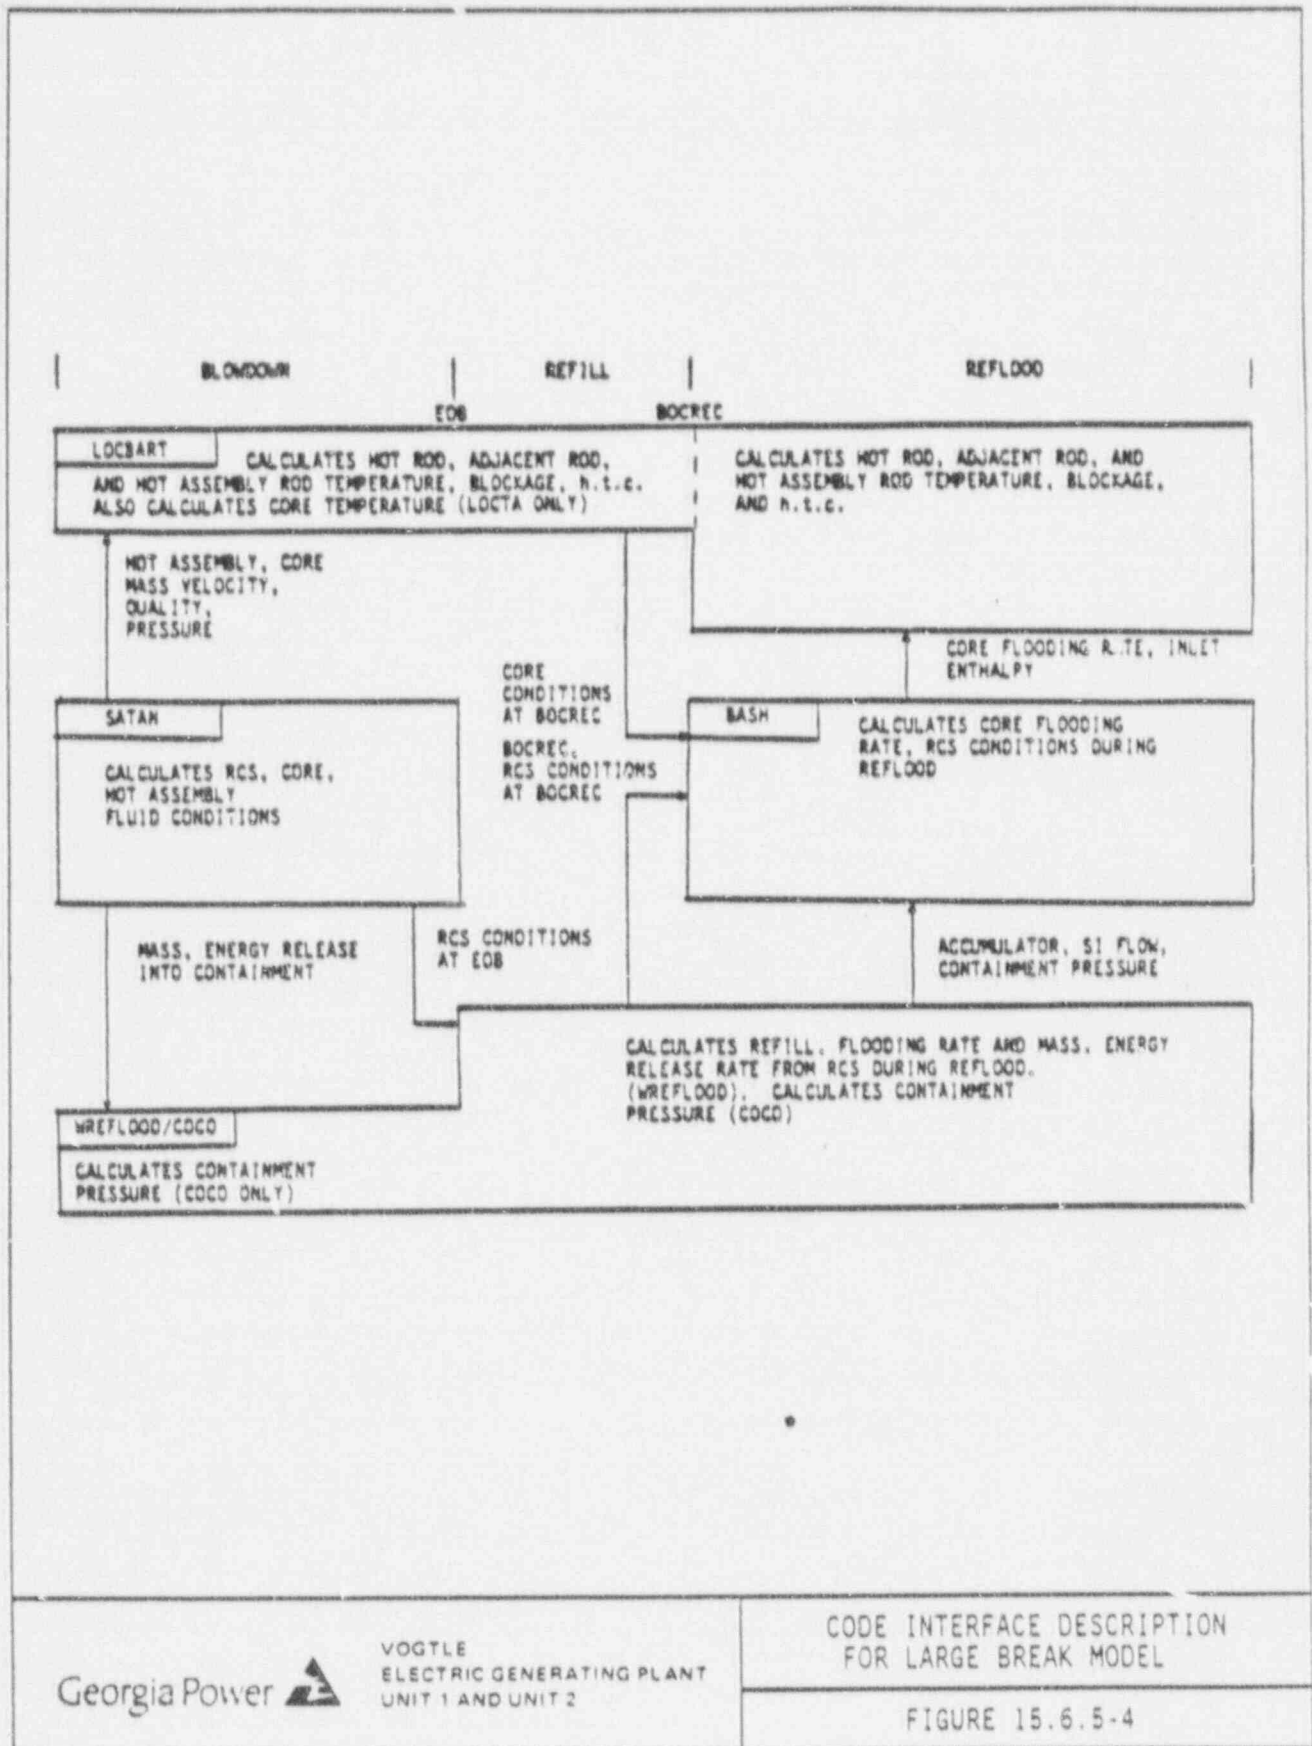 BLOWDOWN
REFILL
REFLOOD
EOB
BOCREC
LOCBART
CALCULATES HOT ROD, ADJACENT ROD,
AND HOT ASSEMBLY ROD TEMPERATURE, BLOCKAGE, h.t.c.
ALSO CALCULATES CORE TEMPERATURE (LOCTA ONLY)
CALCULATES HOT ROD, ADJACENT ROD, AND
HOT ASSEMBLY ROD TEMPERATURE, BLOCKAGE,
AND h.t.c.
HOT ASSEMBLY, CORE
MASS VELOCITY,
QUALITY,
PRESSURE
CORE
CONDITIONS
AT BOCREC
BOCREC,
RCS CONDITIONS
AT BOCREC
CORE FLOODING R..TE, INLET
ENTHALPY
SATAN
CALCULATES RCS, CORE,
HOT ASSEMBLY
FLUID CONDITIONS
BASH
CALCULATES CORE FLOODING
RATE, RCS CONDITIONS DURING
REFLOOD
MASS, ENERGY RELEASE
INTO CONTAINMENT
RCS CONDITIONS
AT EOB
ACCUMULATOR, SI FLOW,
CONTAINMENT PRESSURE
CALCULATES REFILL, FLOODING RATE AND MASS, ENERGY
RELEASE RATE FROM RCS DURING REFLOOD.
(WREFLOOD). CALCULATES CONTAINMENT
PRESSURE (COCO)
WREFLOOD/COCO
CALCULATES CONTAINMENT
PRESSURE (COCO ONLY)
Georgia Power
VOGTLE
ELECTRIC GENERATING PLANT
UNIT 1 AND UNIT 2
CODE INTERFACE DESCRIPTION
FOR LARGE BREAK MODEL
FIGURE 15.6.5-4